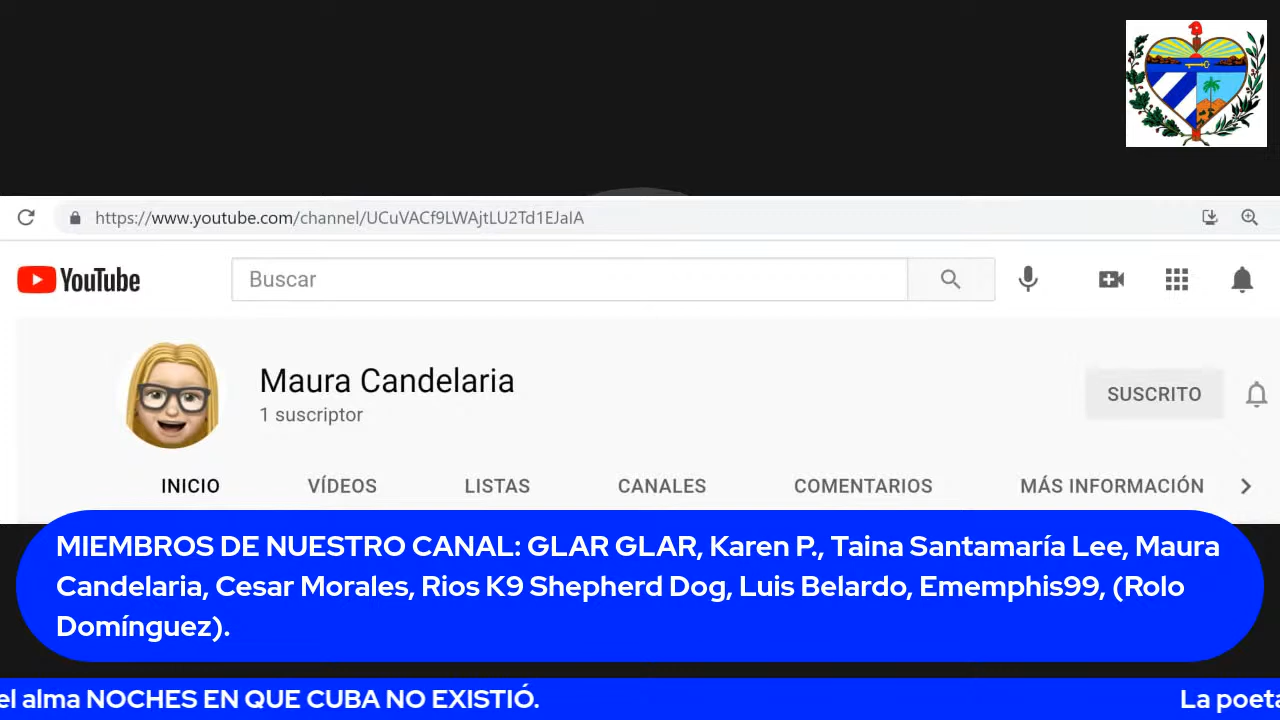 https://www.youtube.com/channel/UCuVACf9LWAjtLU2Td1EJaIA
YouTube
Buscar
Maura Candelaria
1 suscriptor
SUSCRITO
INICIO VÍDEOS LISTAS CANALES COMENTARIOS MÁS INFORMACIÓN
MIEMBROS DE NUESTRO CANAL: GLAR GLAR, Karen P., Taina Santamaría Lee, Maura
Candelaria, Cesar Morales, Rios K9 Shepherd Dog, Luis Belardo, Ememphis99, (Rolo
Domínguez).
el alma NOCHES EN QUE CUBA NO EXISTIÓ. La poeta